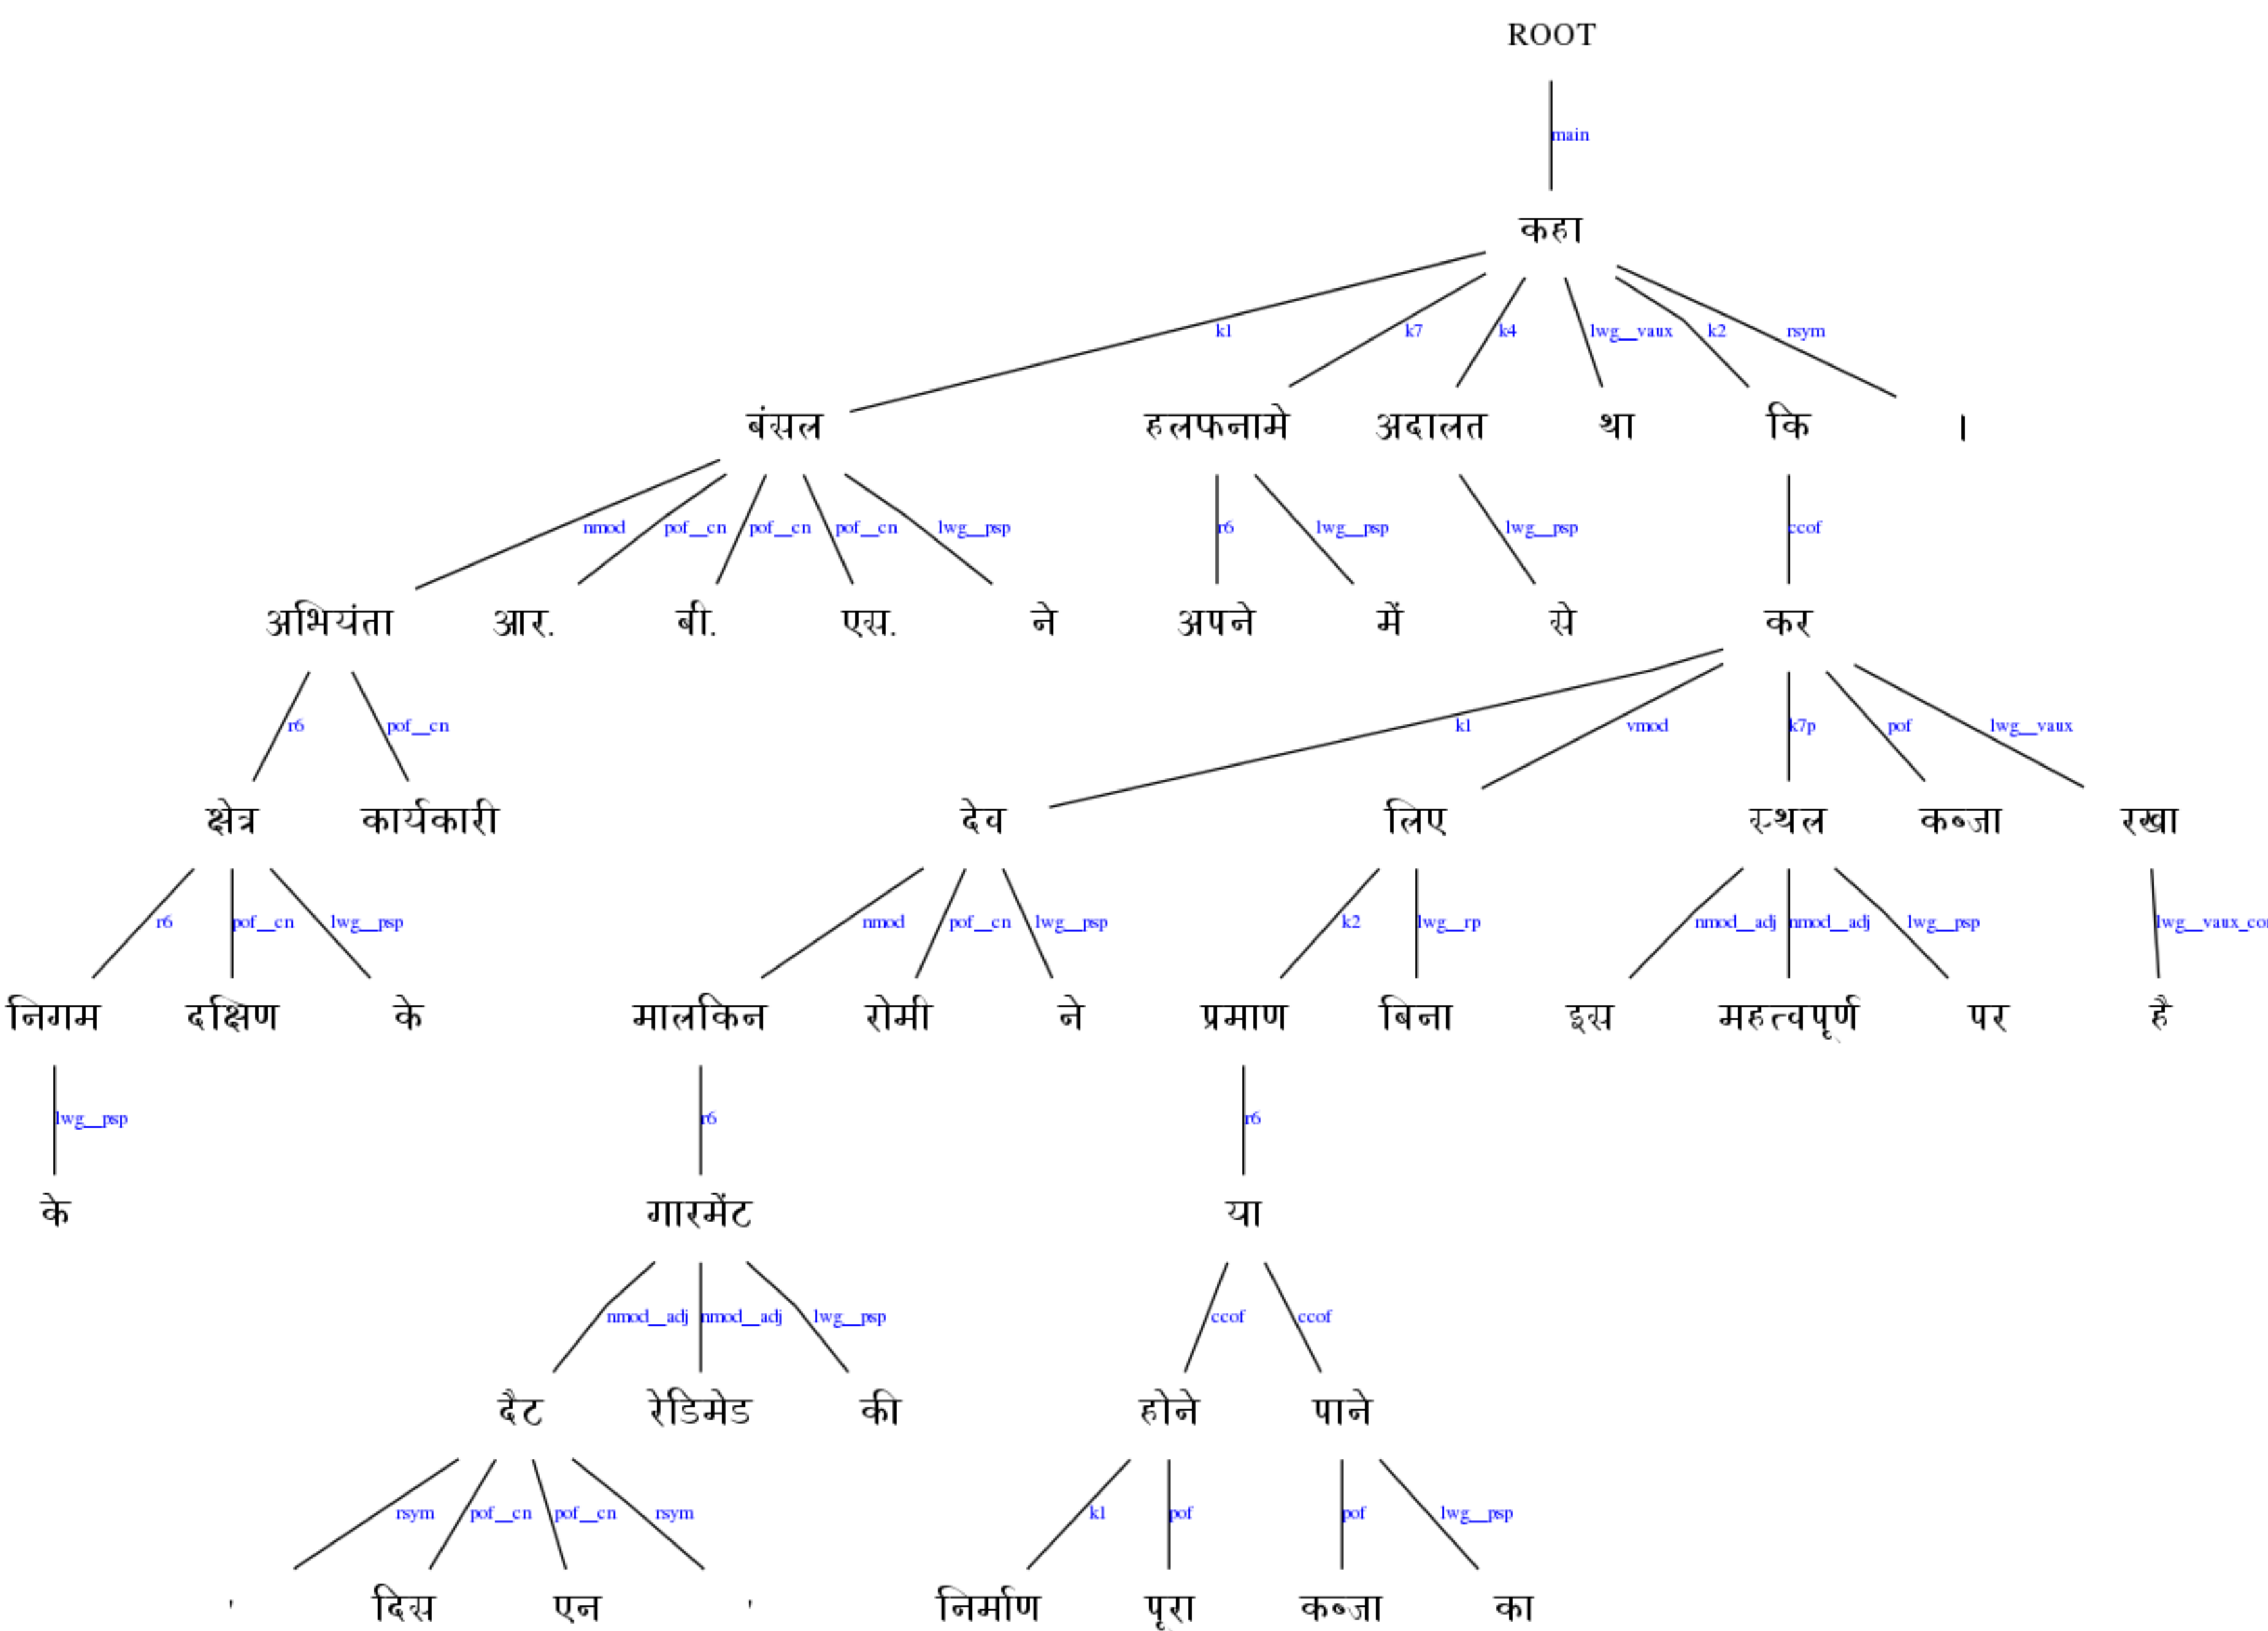 ROOT
main
कहा
k1 k7 k4 lwg__vaux k2 rsym
बंसल हलफनामे अदालत था कि ।
nmod pof__cn pof__cn pof__cn lwg__psp r6 lwg__psp lwg__psp ccof
अभियंता आर. बी. एस. ने अपने में से कर
r6 pof__cn k1 vmod k7p pof lwg__vaux
क्षेत्र कार्यकारी देव लिए स्थल कब्जा रखा
r6 pof__cn lwg__psp nmod pof__cn lwg__psp k2 lwg__rp nmod__adj nmod__adj lwg__psp lwg__vaux_co
निगम दक्षिण के मालकिन रोमी ने प्रमाण बिना इस महत्वपूर्ण पर है
lwg__psp r6 r6
के गारमेंट या
nmod__adj nmod__adj lwg__psp ccof ccof
दैट रेडिमेड की होने पाने
rsym pof__cn pof__cn rsym k1 pof pof lwg__psp
' दिस एन ' निर्माण पूरा कब्जा का